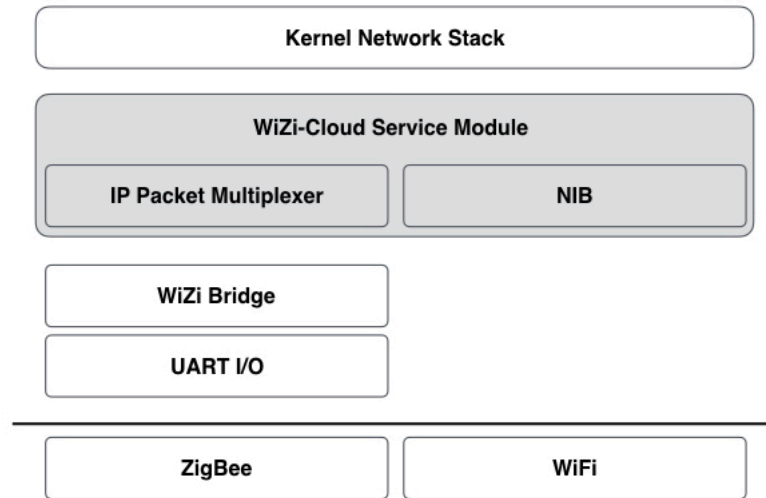 Kernel Network Stack
WiZi-Cloud Service Module
IP Packet Multiplexer
NIB
WiZi Bridge
UART I/O
ZigBee
WiFi